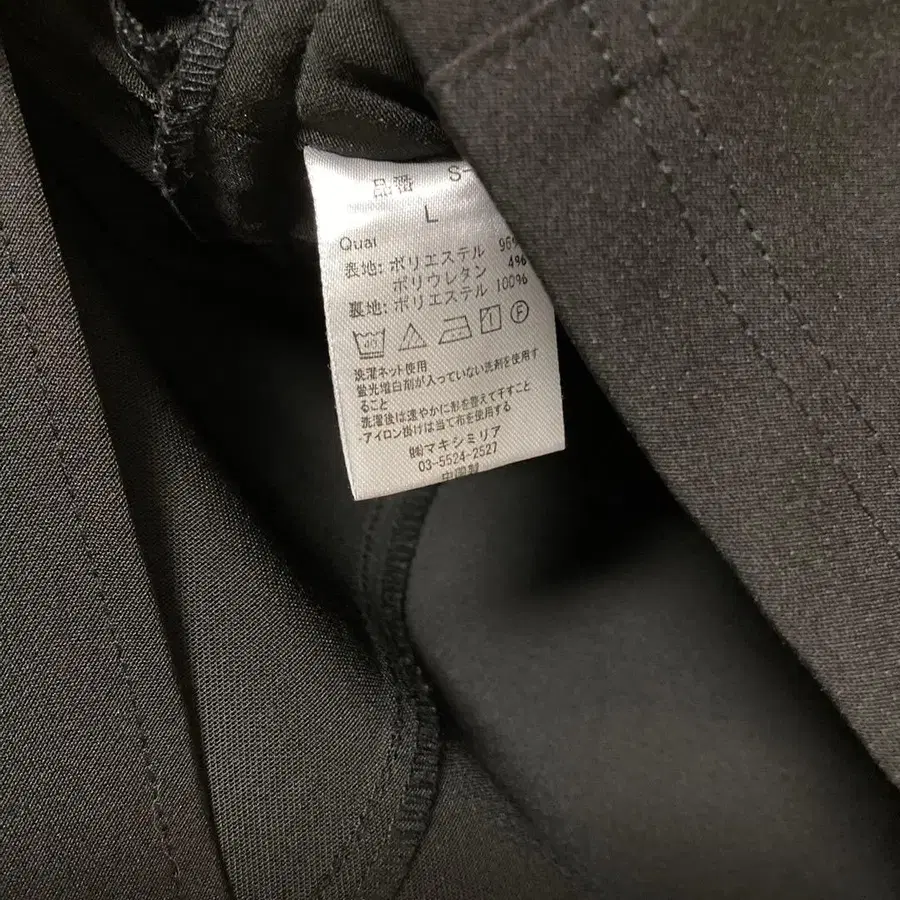 品番 S-
L
Qual
表地: ポリエステル 96%
ポリウレタン 4%
裏地: ポリエステル 100%
40 1 F
洗濯ネット使用
蛍光増白剤が入っていない洗剤を使用す
ること
洗濯後は速やかに形を整えて干すこと
・アイロン掛けは当て布を使用する
㈱マキシミリア
03-5524-2527
中国製